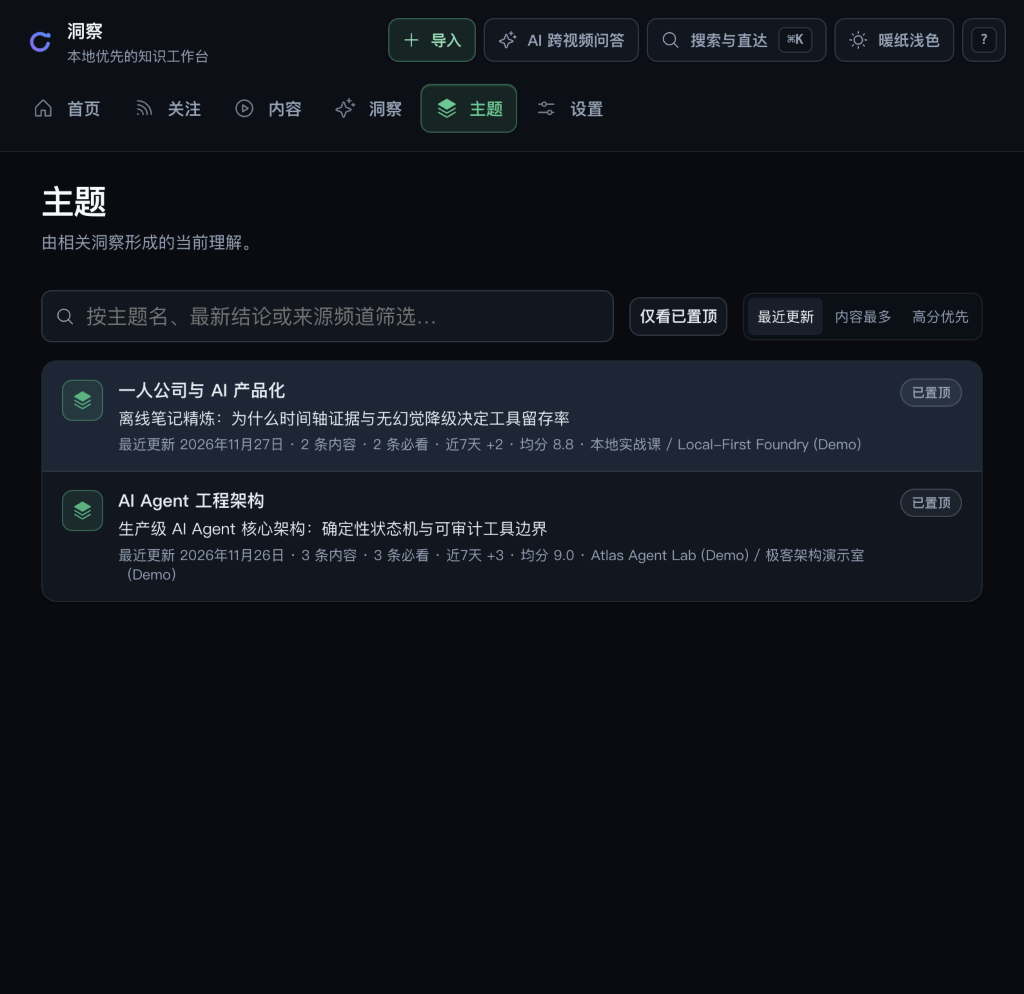 洞察
本地优先的知识工作台
导入
AI 跨视频问答
搜索与直达 ⌘K
暖纸浅色
?
首页
关注
内容
洞察
主题
设置
主题
由相关洞察形成的当前理解。
按主题名、最新结论或来源频道筛选…
仅看已置顶
最近更新
内容最多
高分优先
一人公司与 AI 产品化
已置顶
离线笔记精炼：为什么时间轴证据与无幻觉降级决定工具留存率
最近更新 2026年11月27日 · 2 条内容 · 2 条必看 · 近7天 +2 · 均分 8.8 · 本地实战课 / Local-First Foundry (Demo)
AI Agent 工程架构
已置顶
生产级 AI Agent 核心架构：确定性状态机与可审计工具边界
最近更新 2026年11月26日 · 3 条内容 · 3 条必看 · 近7天 +3 · 均分 9.0 · Atlas Agent Lab (Demo) / 极客架构演示室
（Demo）